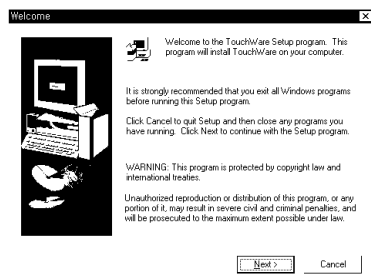 Welcome
Welcome to the TouchWare Setup program. This
program will install TouchWare on your computer.
It is strongly recommended that you exit all Windows programs
before running this Setup program.
Click Cancel to quit Setup and then close any programs you
have running. Click Next to continue with the Setup program.
WARNING: This program is protected by copyright law and
international treaties.
Unauthorized reproduction or distribution of this program, or any
portion of it, may result in severe civil and criminal penalties, and
will be prosecuted to the maximum extent possible under law.
Next >
Cancel